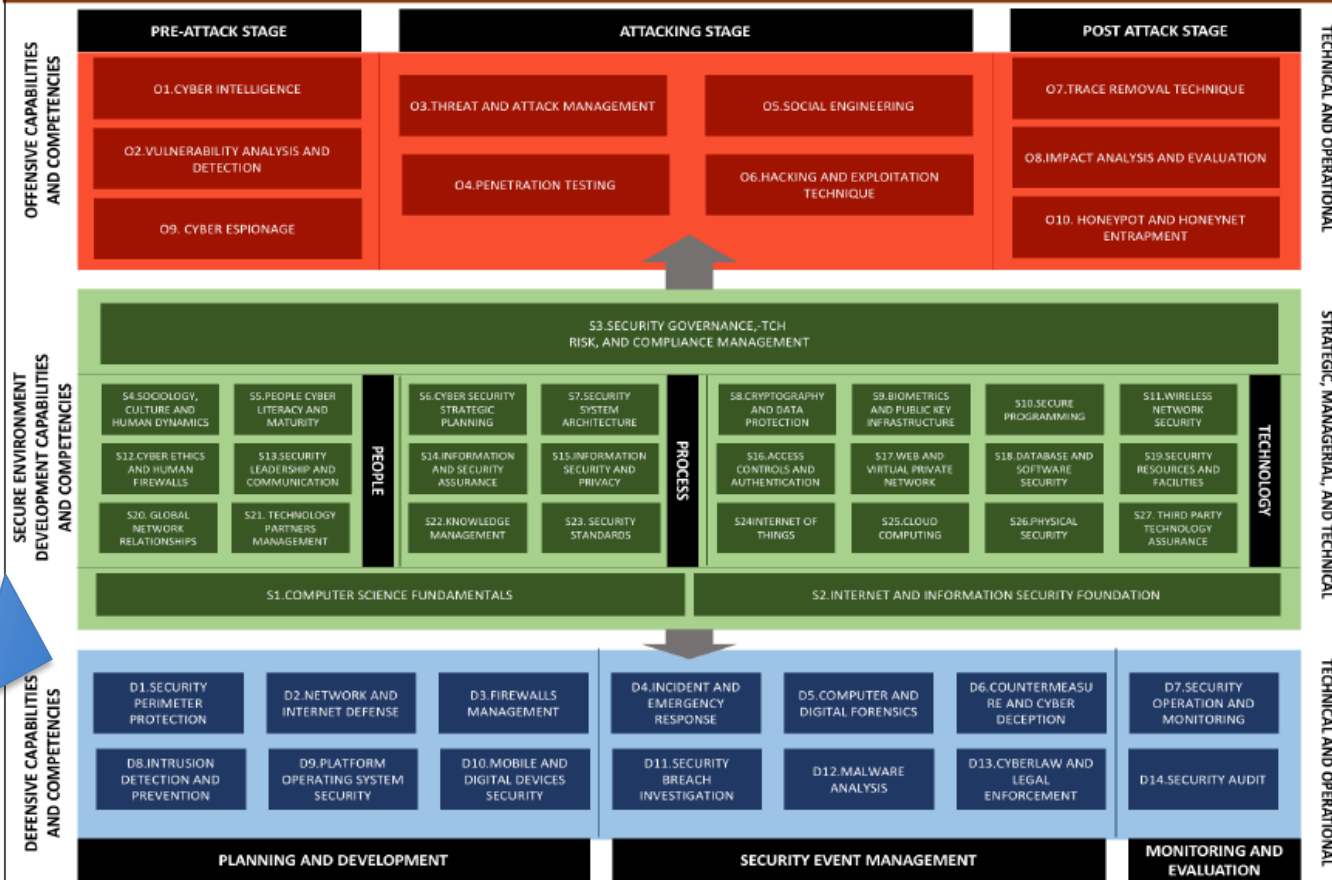 PRE-ATTACK STAGE
ATTACKING STAGE
POST ATTACK STAGE
OFFENSIVE CAPABILITIES
AND COMPETENCIES
O1.CYBER INTELLIGENCE
O2.VULNERABILITY ANALYSIS AND
DETECTION
O9. CYBER ESPIONAGE
O3.THREAT AND ATTACK MANAGEMENT
O5.SOCIAL ENGINEERING
O4.PENETRATION TESTING
O6.HACKING AND EXPLOITATION
TECHNIQUE
O7.TRACE REMOVAL TECHNIQUE
O8.IMPACT ANALYSIS AND EVALUATION
O10. HONEYPOT AND HONEYNET
ENTRAPMENT
TECHNICAL AND OPERATIONAL
SECURE ENVIRONMENT
DEVELOPMENT CAPABILITIES
AND COMPETENCIES
S3.SECURITY GOVERNANCE,-TCH
RISK, AND COMPLIANCE MANAGEMENT
S4.SOCIOLOGY,
CULTURE AND
HUMAN DYNAMICS
S5.PEOPLE CYBER
LITERACY AND
MATURITY
S12.CYBER ETHICS
AND HUMAN
FIREWALLS
S13.SECURITY
LEADERSHIP AND
COMMUNICATION
S20. GLOBAL
NETWORK
RELATIONSHIPS
S21. TECHNOLOGY
PARTNERS
MANAGEMENT
PEOPLE
S6.CYBER SECURITY
STRATEGIC
PLANNING
S7.SECURITY
SYSTEM
ARCHITECTURE
S14.INFORMATION
AND SECURITY
ASSURANCE
S15.INFORMATION
SECURITY AND
PRIVACY
S22.KNOWLEDGE
MANAGEMENT
S23. SECURITY
STANDARDS
PROCESS
S8.CRYPTOGRAPHY
AND DATA
PROTECTION
S9.BIOMETRICS
AND PUBLIC KEY
INFRASTRUCTURE
S10.SECURE
PROGRAMMING
S11.WIRELESS
NETWORK
SECURITY
S16.ACCESS
CONTROLS AND
AUTHENTICATION
S17.WEB AND
VIRTUAL PRIVATE
NETWORK
S18.DATABASE AND
SOFTWARE
SECURITY
S19.SECURITY
RESOURCES AND
FACILITIES
S24INTERNET OF
THINGS
S25.CLOUD
COMPUTING
S26.PHYSICAL
SECURITY
S27. THIRD PARTY
TECHNOLOGY
ASSURANCE
TECHNOLOGY
S1.COMPUTER SCIENCE FUNDAMENTALS
S2.INTERNET AND INFORMATION SECURITY FOUNDATION
STRATEGIC, MANAGERIAL, AND TECHNICAL
DEFENSIVE CAPABILITIES
AND COMPETENCIES
D1.SECURITY
PERIMETER
PROTECTION
D2.NETWORK AND
INTERNET DEFENSE
D3.FIREWALLS
MANAGEMENT
D4.INCIDENT AND
EMERGENCY
RESPONSE
D5.COMPUTER AND
DIGITAL FORENSICS
D6.COUNTERMEASU
RE AND CYBER
DECEPTION
D7.SECURITY
OPERATION AND
MONITORING
D8.INTRUSION
DETECTION AND
PREVENTION
D9.PLATFORM
OPERATING SYSTEM
SECURITY
D10.MOBILE AND
DIGITAL DEVICES
SECURITY
D11.SECURITY
BREACH
INVESTIGATION
D12.MALWARE
ANALYSIS
D13.CYBERLAW AND
LEGAL
ENFORCEMENT
D14.SECURITY AUDIT
TECHNICAL AND OPERATIONAL
PLANNING AND DEVELOPMENT
SECURITY EVENT MANAGEMENT
MONITORING AND
EVALUATION